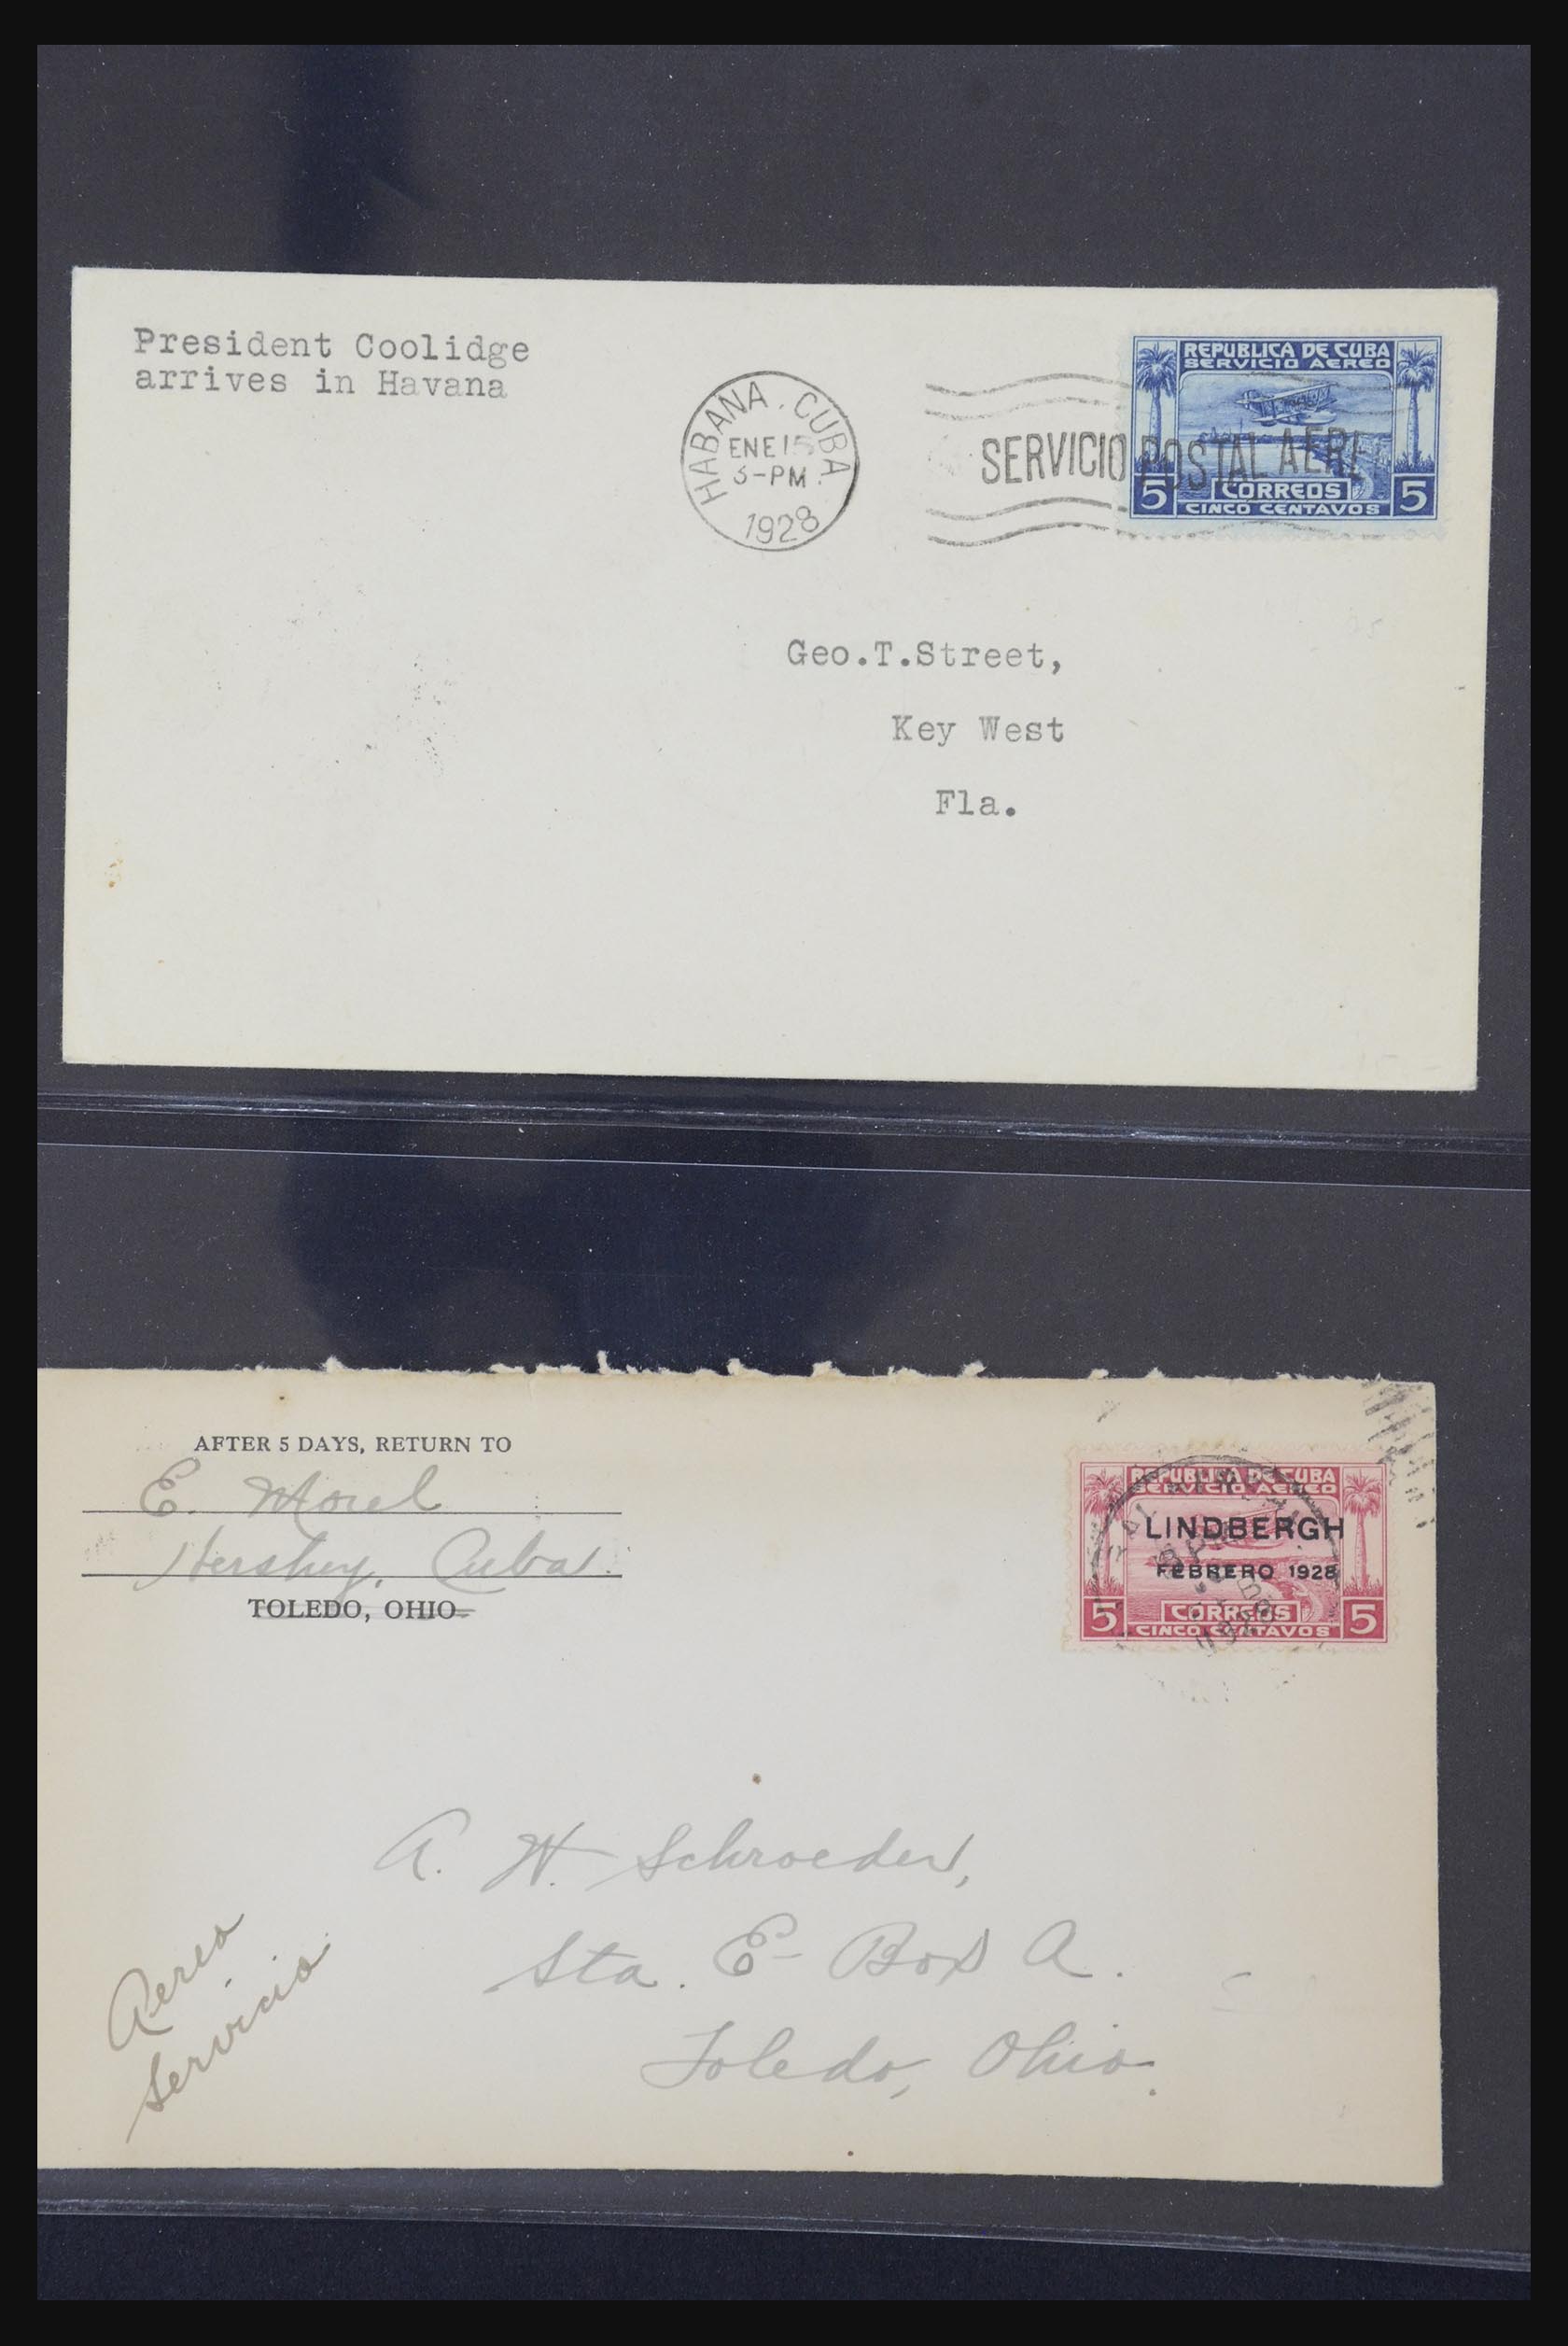 President Coolidge
arrives in Havana
HABANA. CUBA
ENE 15
3-PM.
1928
SERVICIO POSTAL AEREO
REPUBLICA DE CUBA
SERVICIO AEREO
5 CORREOS 5
CINCO CENTAVOS
Geo.T.Street,
Key West
Fla.
AFTER 5 DAYS, RETURN TO
E. Morel
Hershey, Cuba.
TOLEDO, OHIO
REPUBLICA DE CUBA
SERVICIO AEREO
LINDBERGH
FEBRERO 1928
5 CORREOS 5
CINCO CENTAVOS
1928
A. W. Schroeder,
Sta. E- Box A.
Toledo, Ohio.
Aereo
Servicio